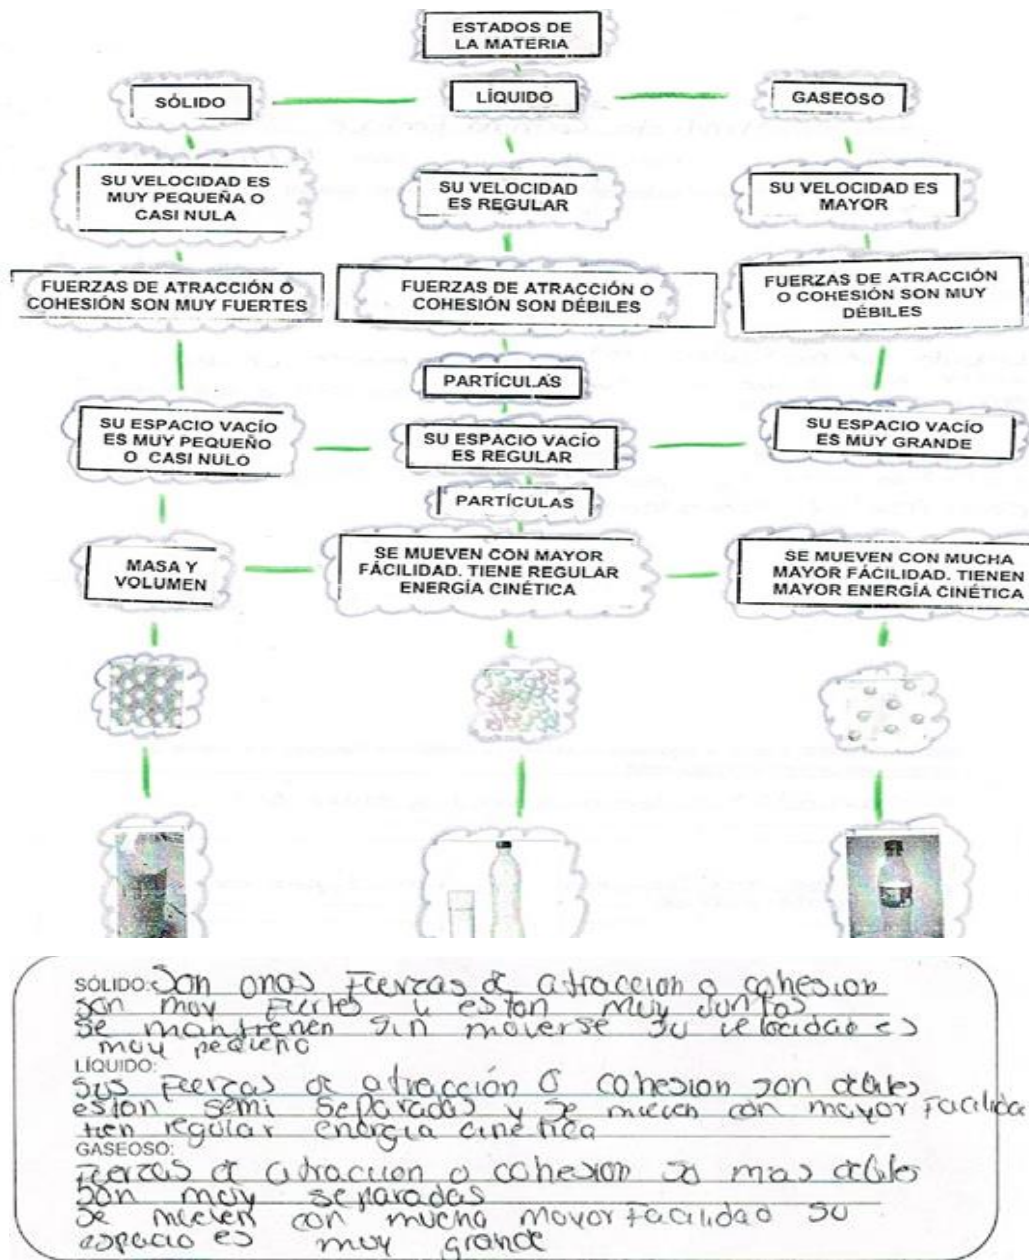 ESTADOS DE
LA MATERIA
SÓLIDO
LÍQUIDO
GASEOSO
SU VELOCIDAD ES
MUY PEQUEÑA O
CASI NULA
SU VELOCIDAD
ES REGULAR
SU VELOCIDAD ES
MAYOR
FUERZAS DE ATRACCIÓN O
COHESIÓN SON MUY FUERTES
FUERZAS DE ATRACCIÓN O
COHESIÓN SON DÉBILES
FUERZAS DE ATRACCIÓN
O COHESIÓN SON MUY
DÉBILES
PARTÍCULAS
SU ESPACIO VACÍO
ES MUY PEQUEÑO
O CASI NULO
SU ESPACIO VACÍO
ES REGULAR
SU ESPACIO VACÍO
ES MUY GRANDE
PARTÍCULAS
MASA Y
VOLUMEN
SE MUEVEN CON MAYOR
FÁCILIDAD. TIENE REGULAR
ENERGÍA CINÉTICA
SE MUEVEN CON MUCHA
MAYOR FÁCILIDAD. TIENEN
MAYOR ENERGÍA CINÉTICA
SÓLIDO: Son onas Fuerzas de atraccion o cohesion
son moy Fuertes y estan muy Juntas
se mantienen sin moverse su velocidad es
muy pequeño
LÍQUIDO:
Sus Fuerzas de atracción o cohesion son debiles
estan semi separadas y se mueven con mayor Facilida
tien regular energia cinetica
GASEOSO:
Fuerzas de atraccion o cohesion so mas debiles
son muy separadas
se mueven con mucha mayor Facilidad su
espacio es muy grande